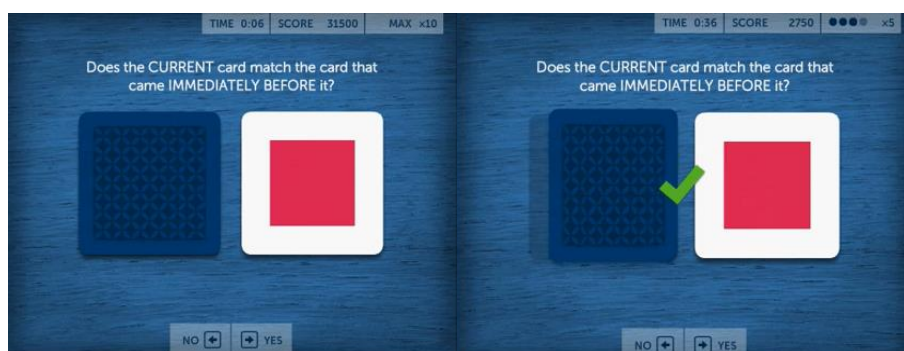 TIME 0:06 SCORE 31500 MAX x10
Does the CURRENT card match the card that
came IMMEDIATELY BEFORE it?
NO YES
TIME 0:36 SCORE 2750 x5
Does the CURRENT card match the card that
came IMMEDIATELY BEFORE it?
NO YES